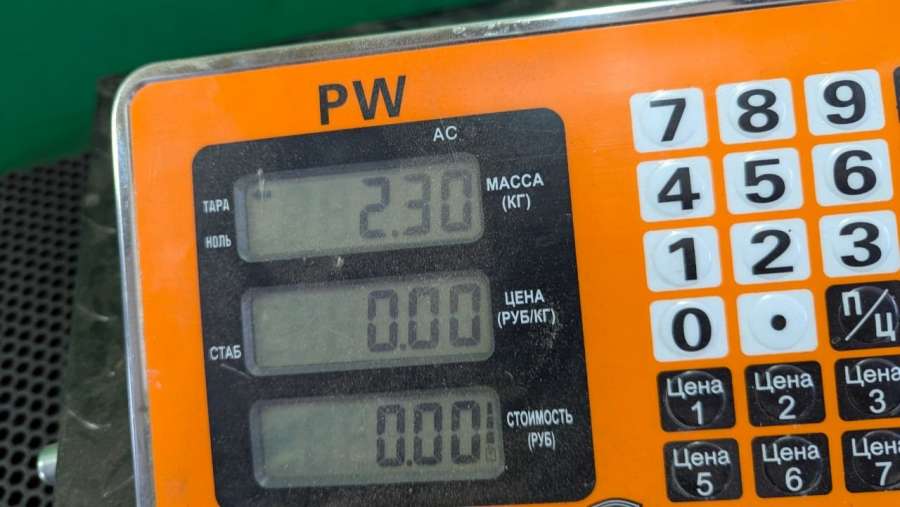 PW
AC
ТАРА
НОЛЬ
2.30
МАССА
(КГ)
СТАБ
0.00
ЦЕНА
(РУБ/КГ)
0.00
СТОИМОСТЬ
(РУБ)
7 8 9
4 5 6
1 2 3
0 • П/Ц
Цена 1 Цена 2 Цена 3
Цена 5 Цена 6 Цена 7